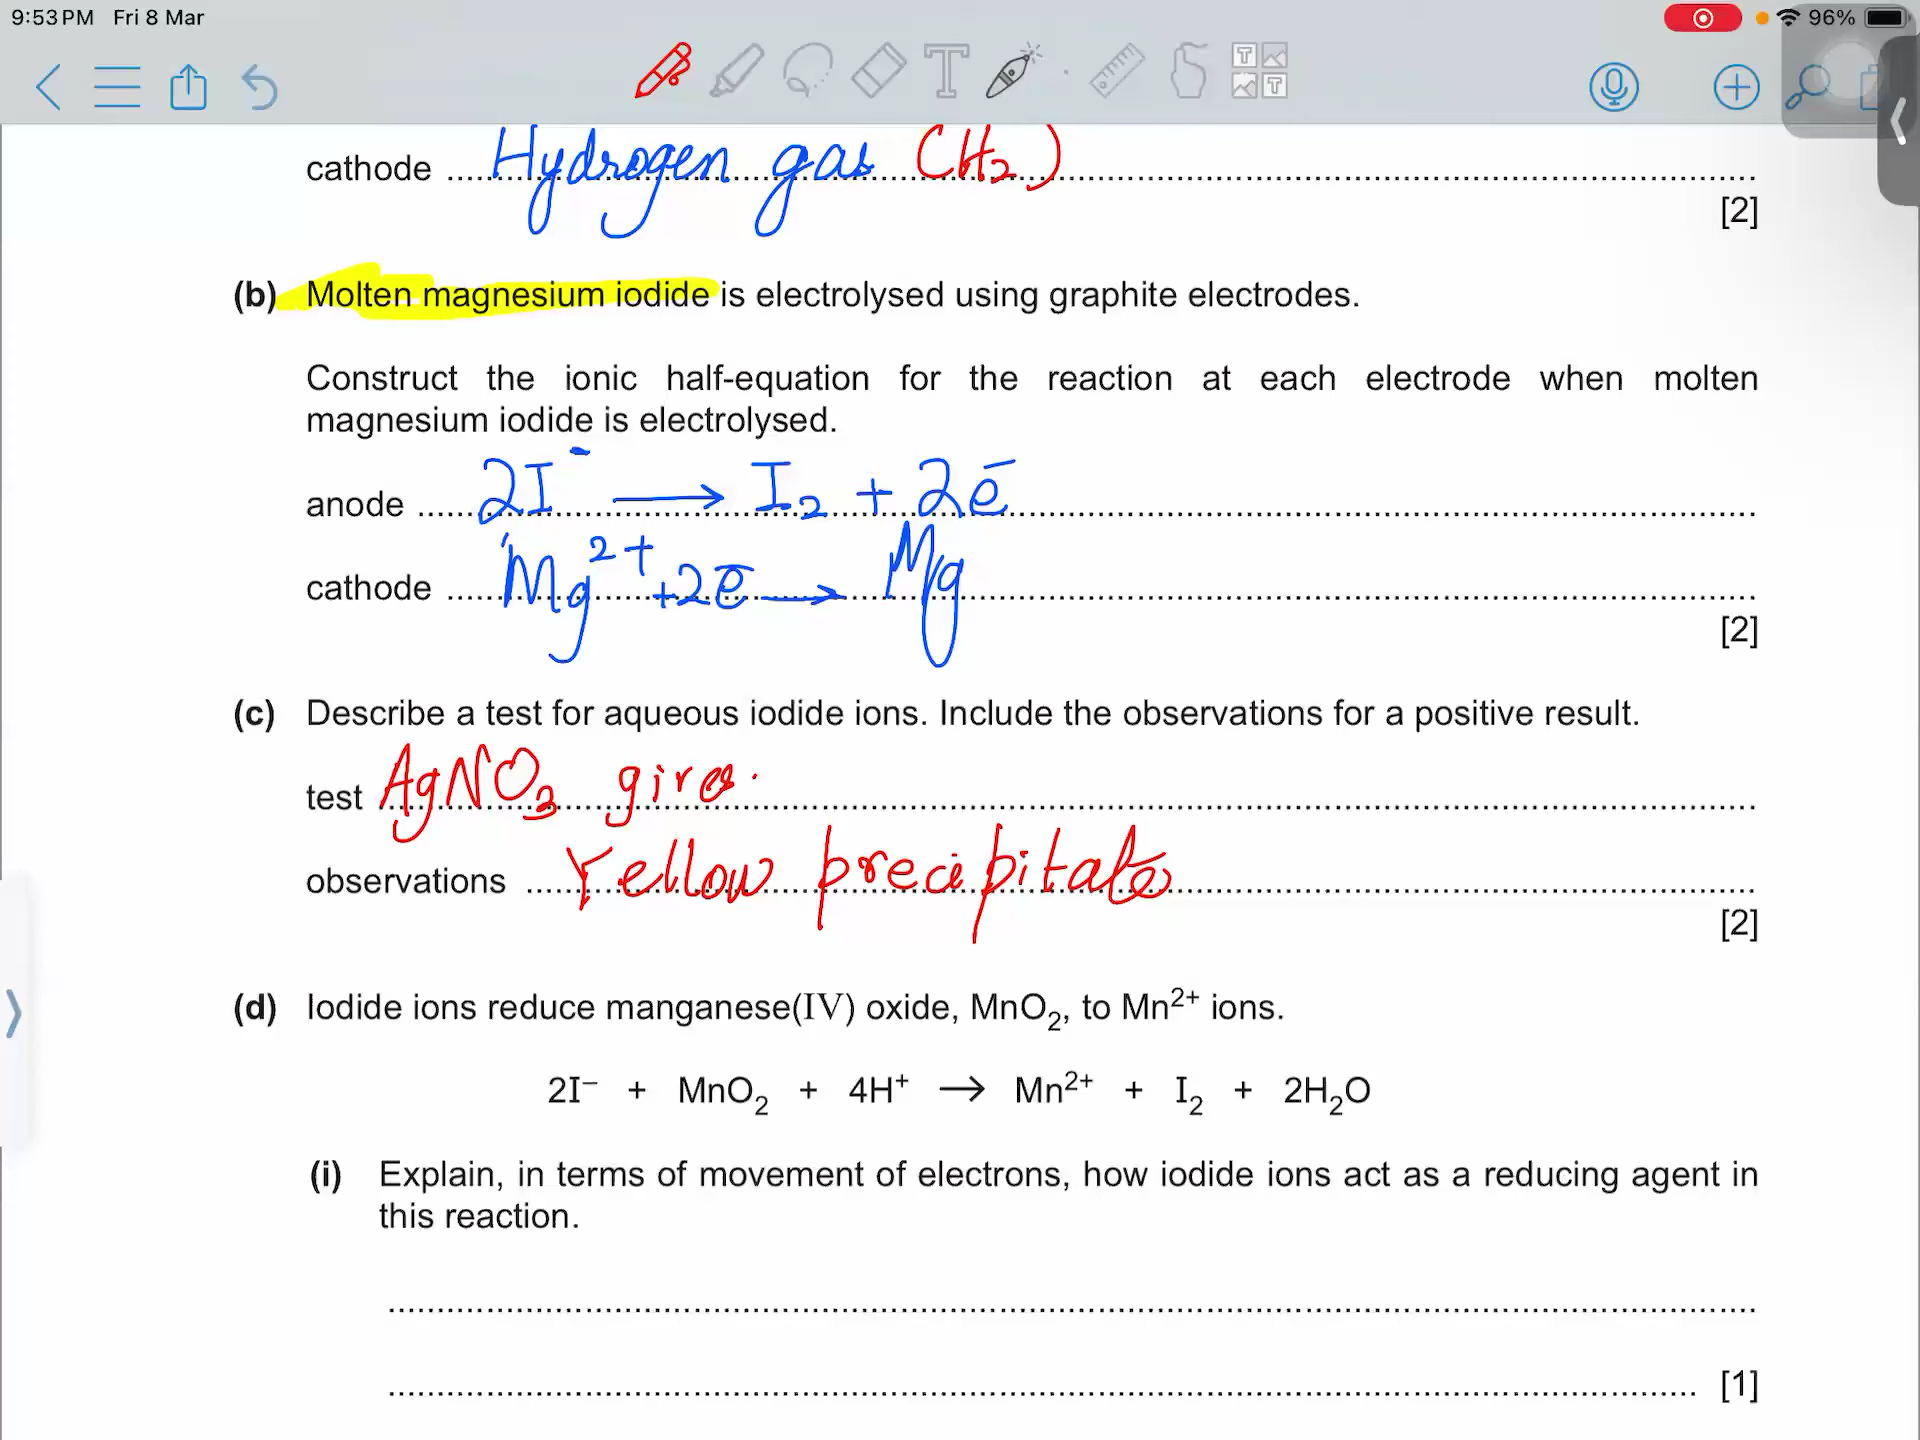 9:53 PM Fri 8 Mar 96%
cathode Hydrogen gas (H₂)
[2]
(b) Molten magnesium iodide is electrolysed using graphite electrodes.
Construct the ionic half-equation for the reaction at each electrode when molten
magnesium iodide is electrolysed.
anode 2I⁻ → I₂ + 2e⁻
cathode Mg²⁺ + 2e⁻ → Mg
[2]
(c) Describe a test for aqueous iodide ions. Include the observations for a positive result.
test AgNO₃ gives
observations Yellow precipitate
[2]
(d) Iodide ions reduce manganese(IV) oxide, MnO₂, to Mn²⁺ ions.
2I⁻ + MnO₂ + 4H⁺ → Mn²⁺ + I₂ + 2H₂O
(i) Explain, in terms of movement of electrons, how iodide ions act as a reducing agent in
this reaction.
[1]